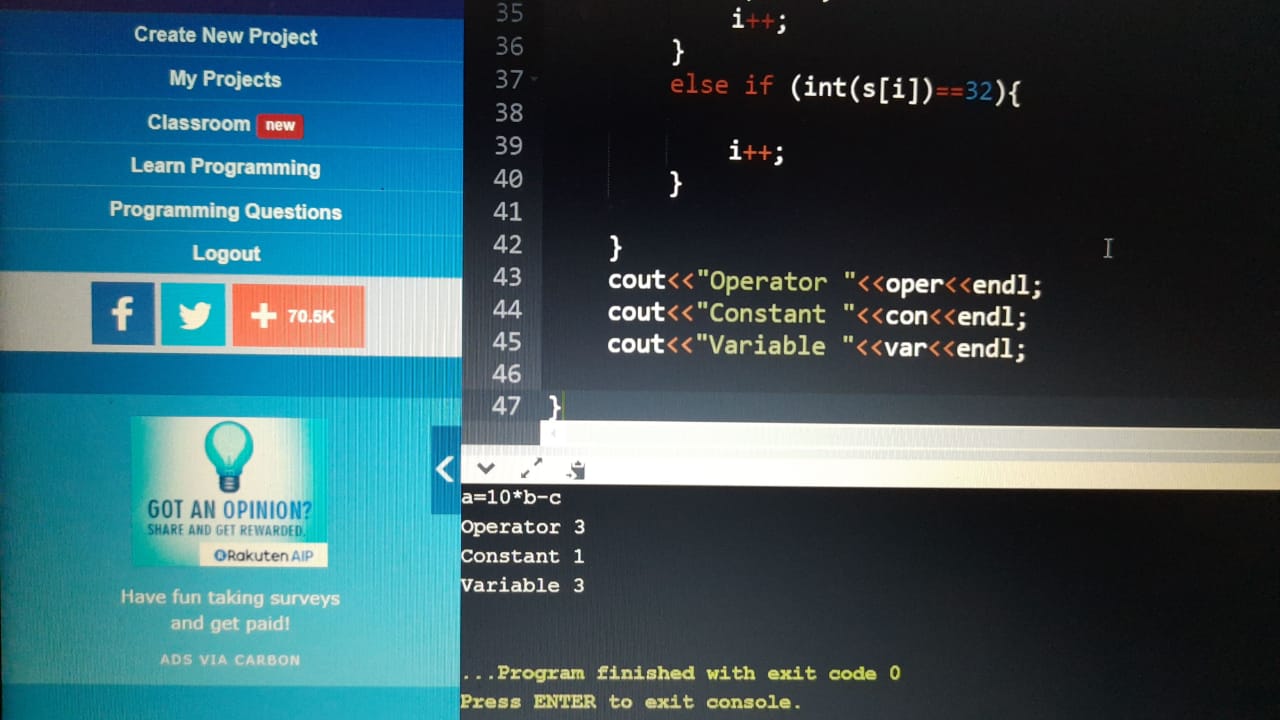 Create New Project
My Projects
Classroom new
Learn Programming
Programming Questions
Logout
f
70.5K
GOT AN OPINION?
SHARE AND GET REWARDED.
Rakuten AIP
Have fun taking surveys
and get paid!
ADS VIA CARBON
35 i++;
36 }
37 else if (int(s[i])==32){
38
39 i++;
40 }
41
42 }
43 cout<<"Operator "<<oper<<endl;
44 cout<<"Constant "<<con<<endl;
45 cout<<"Variable "<<var<<endl;
46
47 }
a=10*b-c
Operator 3
Constant 1
Variable 3
...Program finished with exit code 0
Press ENTER to exit console.